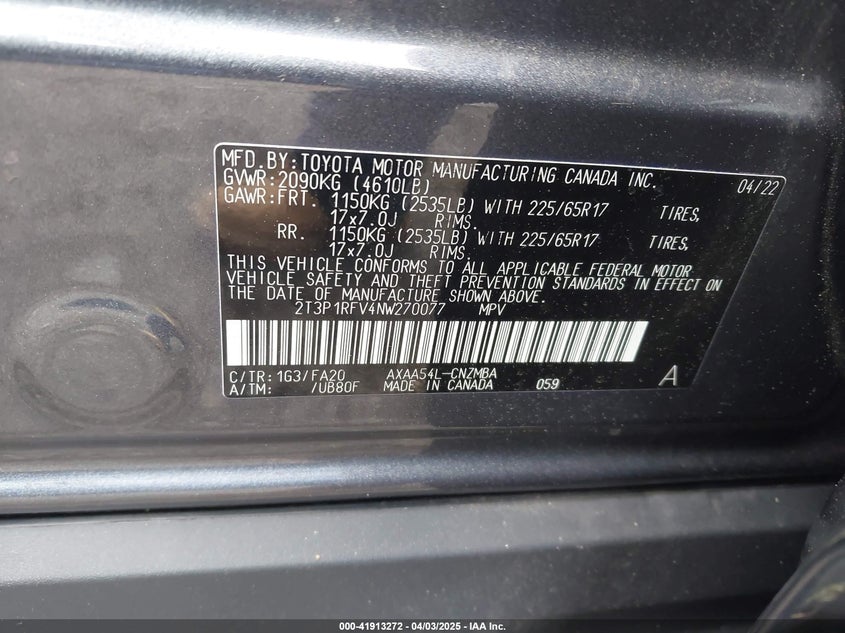 MFD.BY:TOYOTA MOTOR MANUFACTURING CANADA INC. 04/22
GVWR:2090KG (4610LB)
GAWR:FRT. 1150KG (2535LB) WITH 225/65R17 TIRES,
17x7.0J RIMS.
RR. 1150KG (2535LB) WITH 225/65R17 TIRES,
17x7.0J RIMS.
THIS VEHICLE CONFORMS TO ALL APPLICABLE FEDERAL MOTOR
VEHICLE SAFETY AND THEFT PREVENTION STANDARDS IN EFFECT ON
THE DATE OF MANUFACTURE SHOWN ABOVE.
2T3P1RFV4NW270077 MPV
C/TR: 1G3/FA20 AXAA54L-CNZMBA
A/TM: /UB80F MADE IN CANADA 059 A
000-41913272 - 04/03/2025 - IAA Inc.